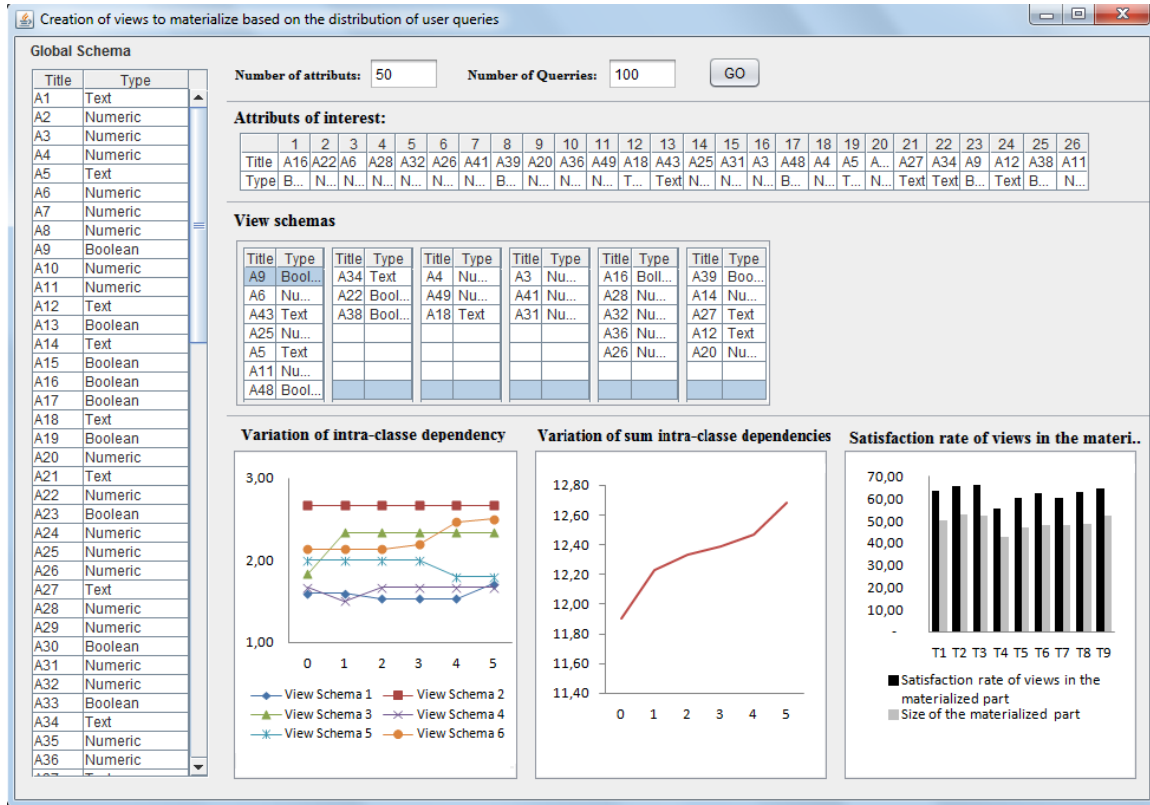 Creation of views to materialize based on the distribution of user queries
Global Schema
Title Type
A1 Text
A2 Numeric
A3 Numeric
A4 Numeric
A5 Text
A6 Numeric
A7 Numeric
A8 Numeric
A9 Boolean
A10 Numeric
A11 Numeric
A12 Text
A13 Boolean
A14 Text
A15 Boolean
A16 Boolean
A17 Boolean
A18 Text
A19 Boolean
A20 Numeric
A21 Text
A22 Numeric
A23 Boolean
A24 Numeric
A25 Numeric
A26 Numeric
A27 Text
A28 Numeric
A29 Numeric
A30 Boolean
A31 Numeric
A32 Numeric
A33 Boolean
A34 Text
A35 Numeric
A36 Numeric
Number of attributs: 50 Number of Querries: 100 GO
Attributs of interest:
1 2 3 4 5 6 7 8 9 10 11 12 13 14 15 16 17 18 19 20 21 22 23 24 25 26
Title A16 A22 A6 A28 A32 A26 A41 A39 A20 A36 A49 A18 A43 A25 A31 A3 A48 A4 A5 A... A27 A34 A9 A12 A38 A11
Type B... N... N... N... N... N... N... B... N... N... N... T... Text N... N... N... B... N... T... N... Text Text B... Text B... N...
View schemas
Title Type Title Type Title Type Title Type Title Type Title Type
A9 Bool... A34 Text A4 Nu... A3 Nu... A16 Boll... A39 Boo...
A6 Nu... A22 Bool... A49 Nu... A41 Nu... A28 Nu... A14 Nu...
A43 Text A38 Bool... A18 Text A31 Nu... A32 Nu... A27 Text
A25 Nu... A36 Nu... A12 Text
A5 Text A26 Nu... A20 Nu...
A11 Nu...
A48 Bool...
Variation of intra-classe dependency
3,00
2,00
1,00
0 1 2 3 4 5
View Schema 1 View Schema 2
View Schema 3 View Schema 4
View Schema 5 View Schema 6
Variation of sum intra-classe dependencies
12,80
12,60
12,40
12,20
12,00
11,80
11,60
11,40
0 1 2 3 4 5
Satisfaction rate of views in the materi..
70,00
60,00
50,00
40,00
30,00
20,00
10,00
-
T1 T2 T3 T4 T5 T6 T7 T8 T9
Satisfaction rate of views in the
materialized part
Size of the materialized part